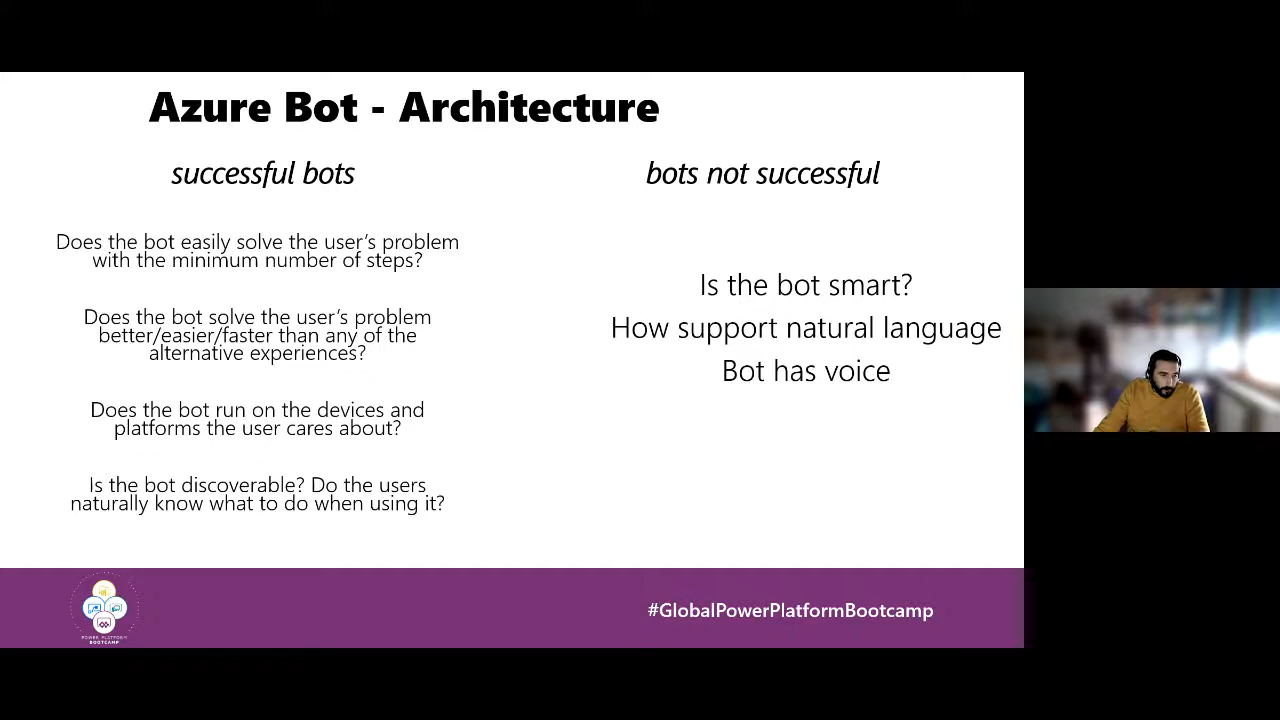 Azure Bot - Architecture
successful bots
Does the bot easily solve the user's problem
with the minimum number of steps?
Does the bot solve the user's problem
better/easier/faster than any of the
alternative experiences?
Does the bot run on the devices and
platforms the user cares about?
Is the bot discoverable? Do the users
naturally know what to do when using it?
bots not successful
Is the bot smart?
How support natural language
Bot has voice
POWER PLATFORM
BOOTCAMP
#GlobalPowerPlatformBootcamp